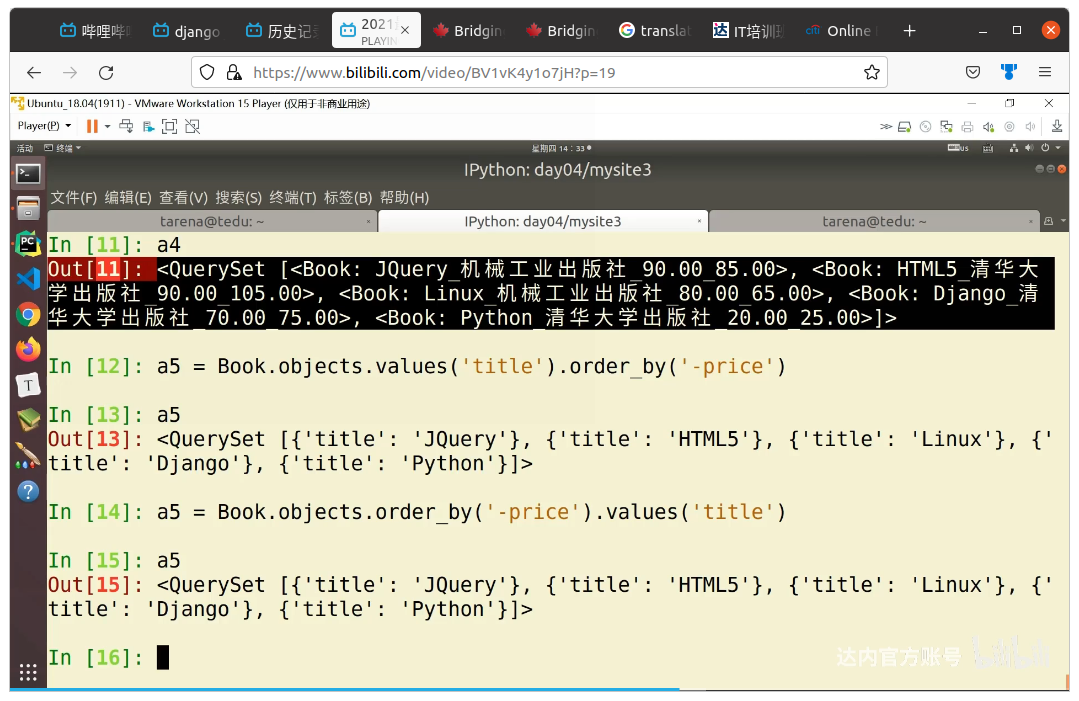 哔哩哔
django
历史记
2021
PLAYIN
Bridgin
Bridgin
translat
IT培训
Online
https://www.bilibili.com/video/BV1vK4y1o7jH?p=19
Ubuntu_18.04(1911) - VMware Workstation 15 Player (仅用于非商业用途)
Player(P)
活动
终端
星期四 14：33
IPython: day04/mysite3
文件(F) 编辑(E) 查看(V) 搜索(S) 终端(T) 标签(B) 帮助(H)
tarena@tedu: ~ IPython: day04/mysite3 tarena@tedu: ~
In [11]: a4
Out[11]: <QuerySet [<Book: JQuery_机械工业出版社_90.00_85.00>, <Book: HTML5_清华大
学出版社_90.00_105.00>, <Book: Linux_机械工业出版社_80.00_65.00>, <Book: Django_清
华大学出版社_70.00_75.00>, <Book: Python_清华大学出版社_20.00_25.00>]>
In [12]: a5 = Book.objects.values('title').order_by('-price')
In [13]: a5
Out[13]: <QuerySet [{'title': 'JQuery'}, {'title': 'HTML5'}, {'title': 'Linux'}, {'
title': 'Django'}, {'title': 'Python'}]>
In [14]: a5 = Book.objects.order_by('-price').values('title')
In [15]: a5
Out[15]: <QuerySet [{'title': 'JQuery'}, {'title': 'HTML5'}, {'title': 'Linux'}, {'
title': 'Django'}, {'title': 'Python'}]>
In [16]:
达内官方账号